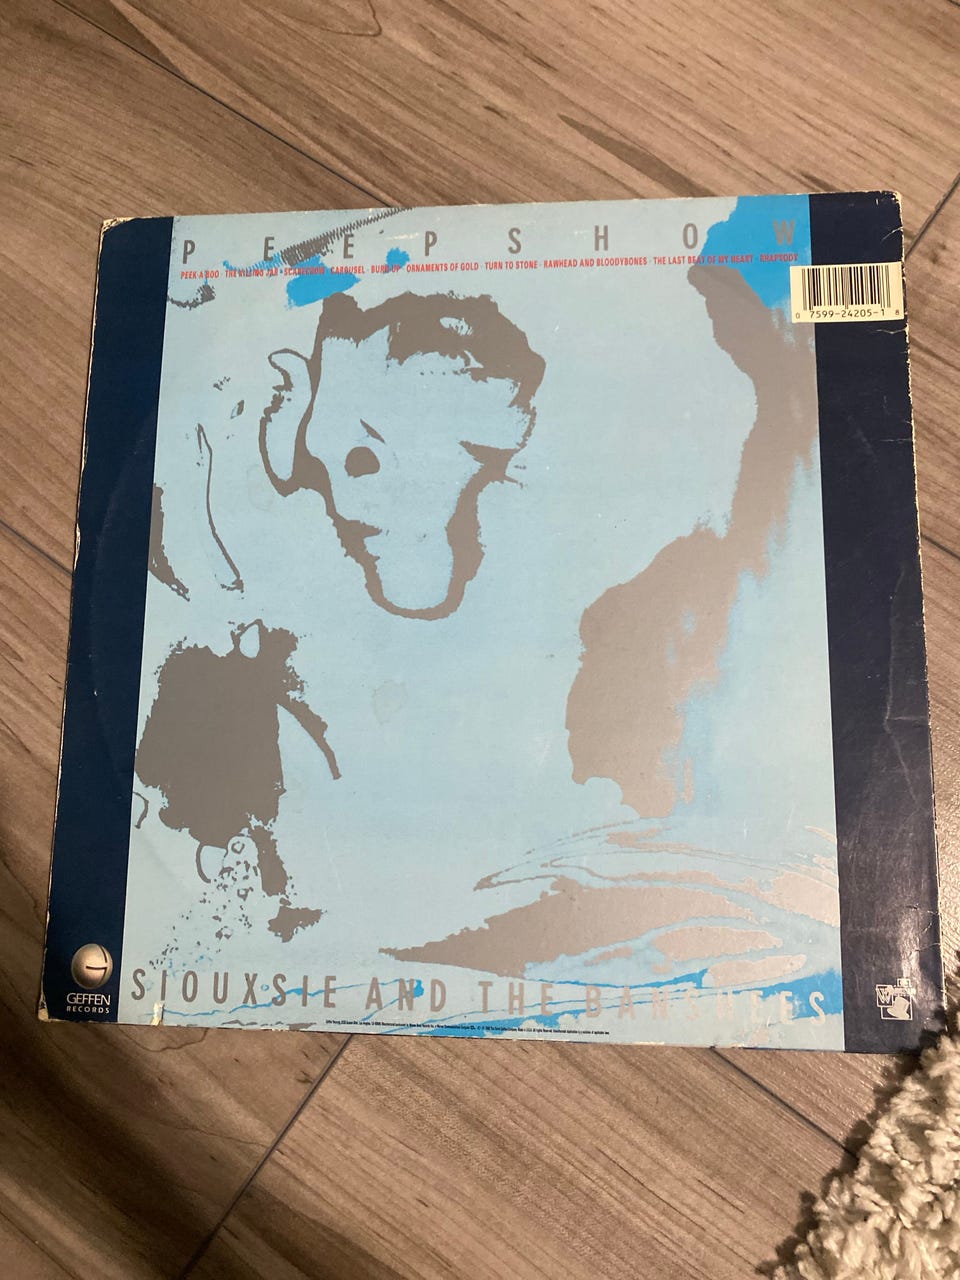 PEEPSHOW
PEEK-A-BOO · THE KILLING JAR · SCARECROW · CAROUSEL · BURN-UP · ORNAMENTS OF GOLD · TURN TO STONE · RAWHEAD AND BLOODYBONES · THE LAST BEAT OF MY HEART · RHAPSODY
0 7599-24205-1 8
GEFFEN
RECORDS
SIOUXSIE AND THE BANSHEES